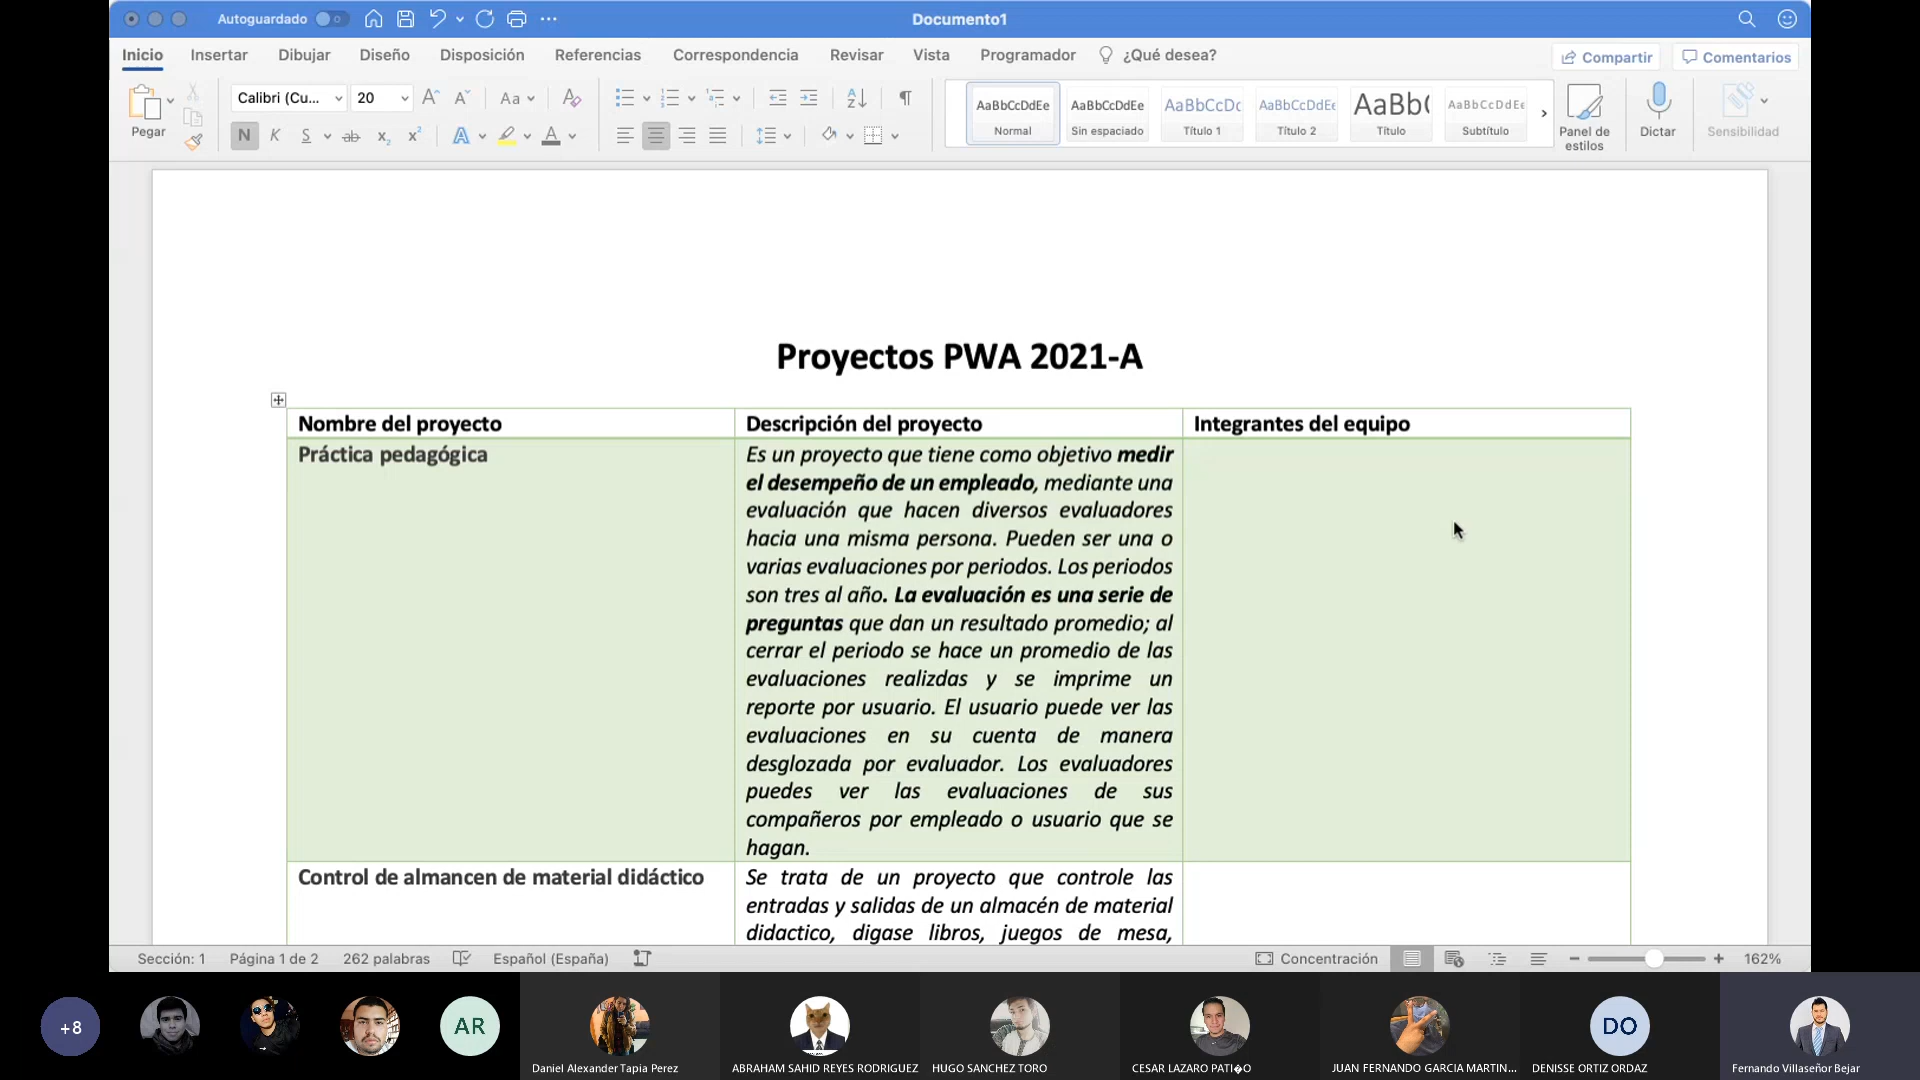 Autoguardado
Documento1
Inicio Insertar Dibujar Diseño Disposición Referencias Correspondencia Revisar Vista Programador ¿Qué desea? Compartir Comentarios
Pegar
Calibri (Cu... 20
Aa
N K S ab x₂ x²
AaBbCcDdEe Normal
AaBbCcDdEe Sin espaciado
AaBbCcDc Título 1
AaBbCcDdEe Título 2
AaBb( Título
AaBbCcDdEe Subtítulo
Panel de estilos
Dictar
Sensibilidad
Proyectos PWA 2021-A
Nombre del proyecto
Descripción del proyecto
Integrantes del equipo
Práctica pedagógica
Es un proyecto que tiene como objetivo medir
el desempeño de un empleado, mediante una
evaluación que hacen diversos evaluadores
hacia una misma persona. Pueden ser una o
varias evaluaciones por periodos. Los periodos
son tres al año. La evaluación es una serie de
preguntas que dan un resultado promedio; al
cerrar el periodo se hace un promedio de las
evaluaciones realizdas y se imprime un
reporte por usuario. El usuario puede ver las
evaluaciones en su cuenta de manera
desglozada por evaluador. Los evaluadores
puedes ver las evaluaciones de sus
compañeros por empleado o usuario que se
hagan.
Control de almancen de material didáctico
Se trata de un proyecto que controle las
entradas y salidas de un almacén de material
didactico, digase libros, juegos de mesa,
Sección: 1 Página 1 de 2 262 palabras Español (España) Concentración 162%
+8
AR
DO
Daniel Alexander Tapia Perez
ABRAHAM SAHID REYES RODRIGUEZ
HUGO SANCHEZ TORO
CESAR LAZARO PATI�O
JUAN FERNANDO GARCIA MARTIN...
DENISSE ORTIZ ORDAZ
Fernando Villaseñor Bejar